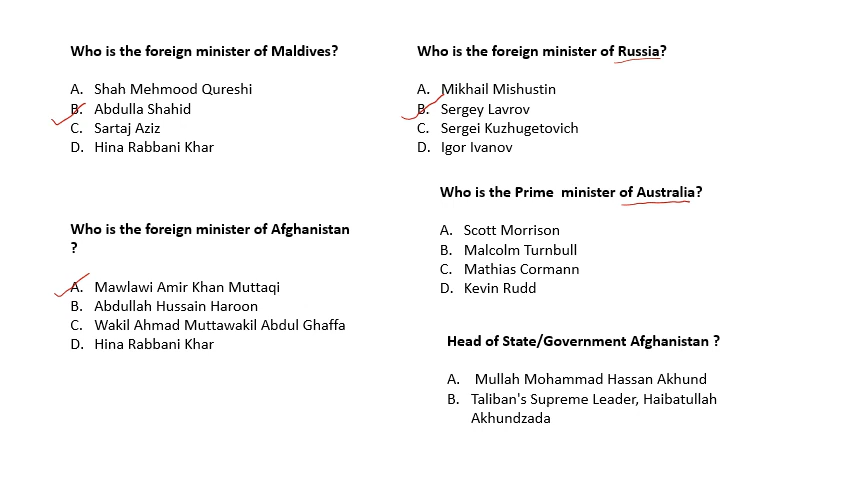 Who is the foreign minister of Maldives?
A. Shah Mehmood Qureshi
B. Abdulla Shahid
C. Sartaj Aziz
D. Hina Rabbani Khar
Who is the foreign minister of Afghanistan
?
A. Mawlawi Amir Khan Muttaqi
B. Abdullah Hussain Haroon
C. Wakil Ahmad Muttawakil Abdul Ghaffa
D. Hina Rabbani Khar
Who is the foreign minister of Russia?
A. Mikhail Mishustin
B. Sergey Lavrov
C. Sergei Kuzhugetovich
D. Igor Ivanov
Who is the Prime minister of Australia?
A. Scott Morrison
B. Malcolm Turnbull
C. Mathias Cormann
D. Kevin Rudd
Head of State/Government Afghanistan ?
A. Mullah Mohammad Hassan Akhund
B. Taliban's Supreme Leader, Haibatullah
Akhundzada